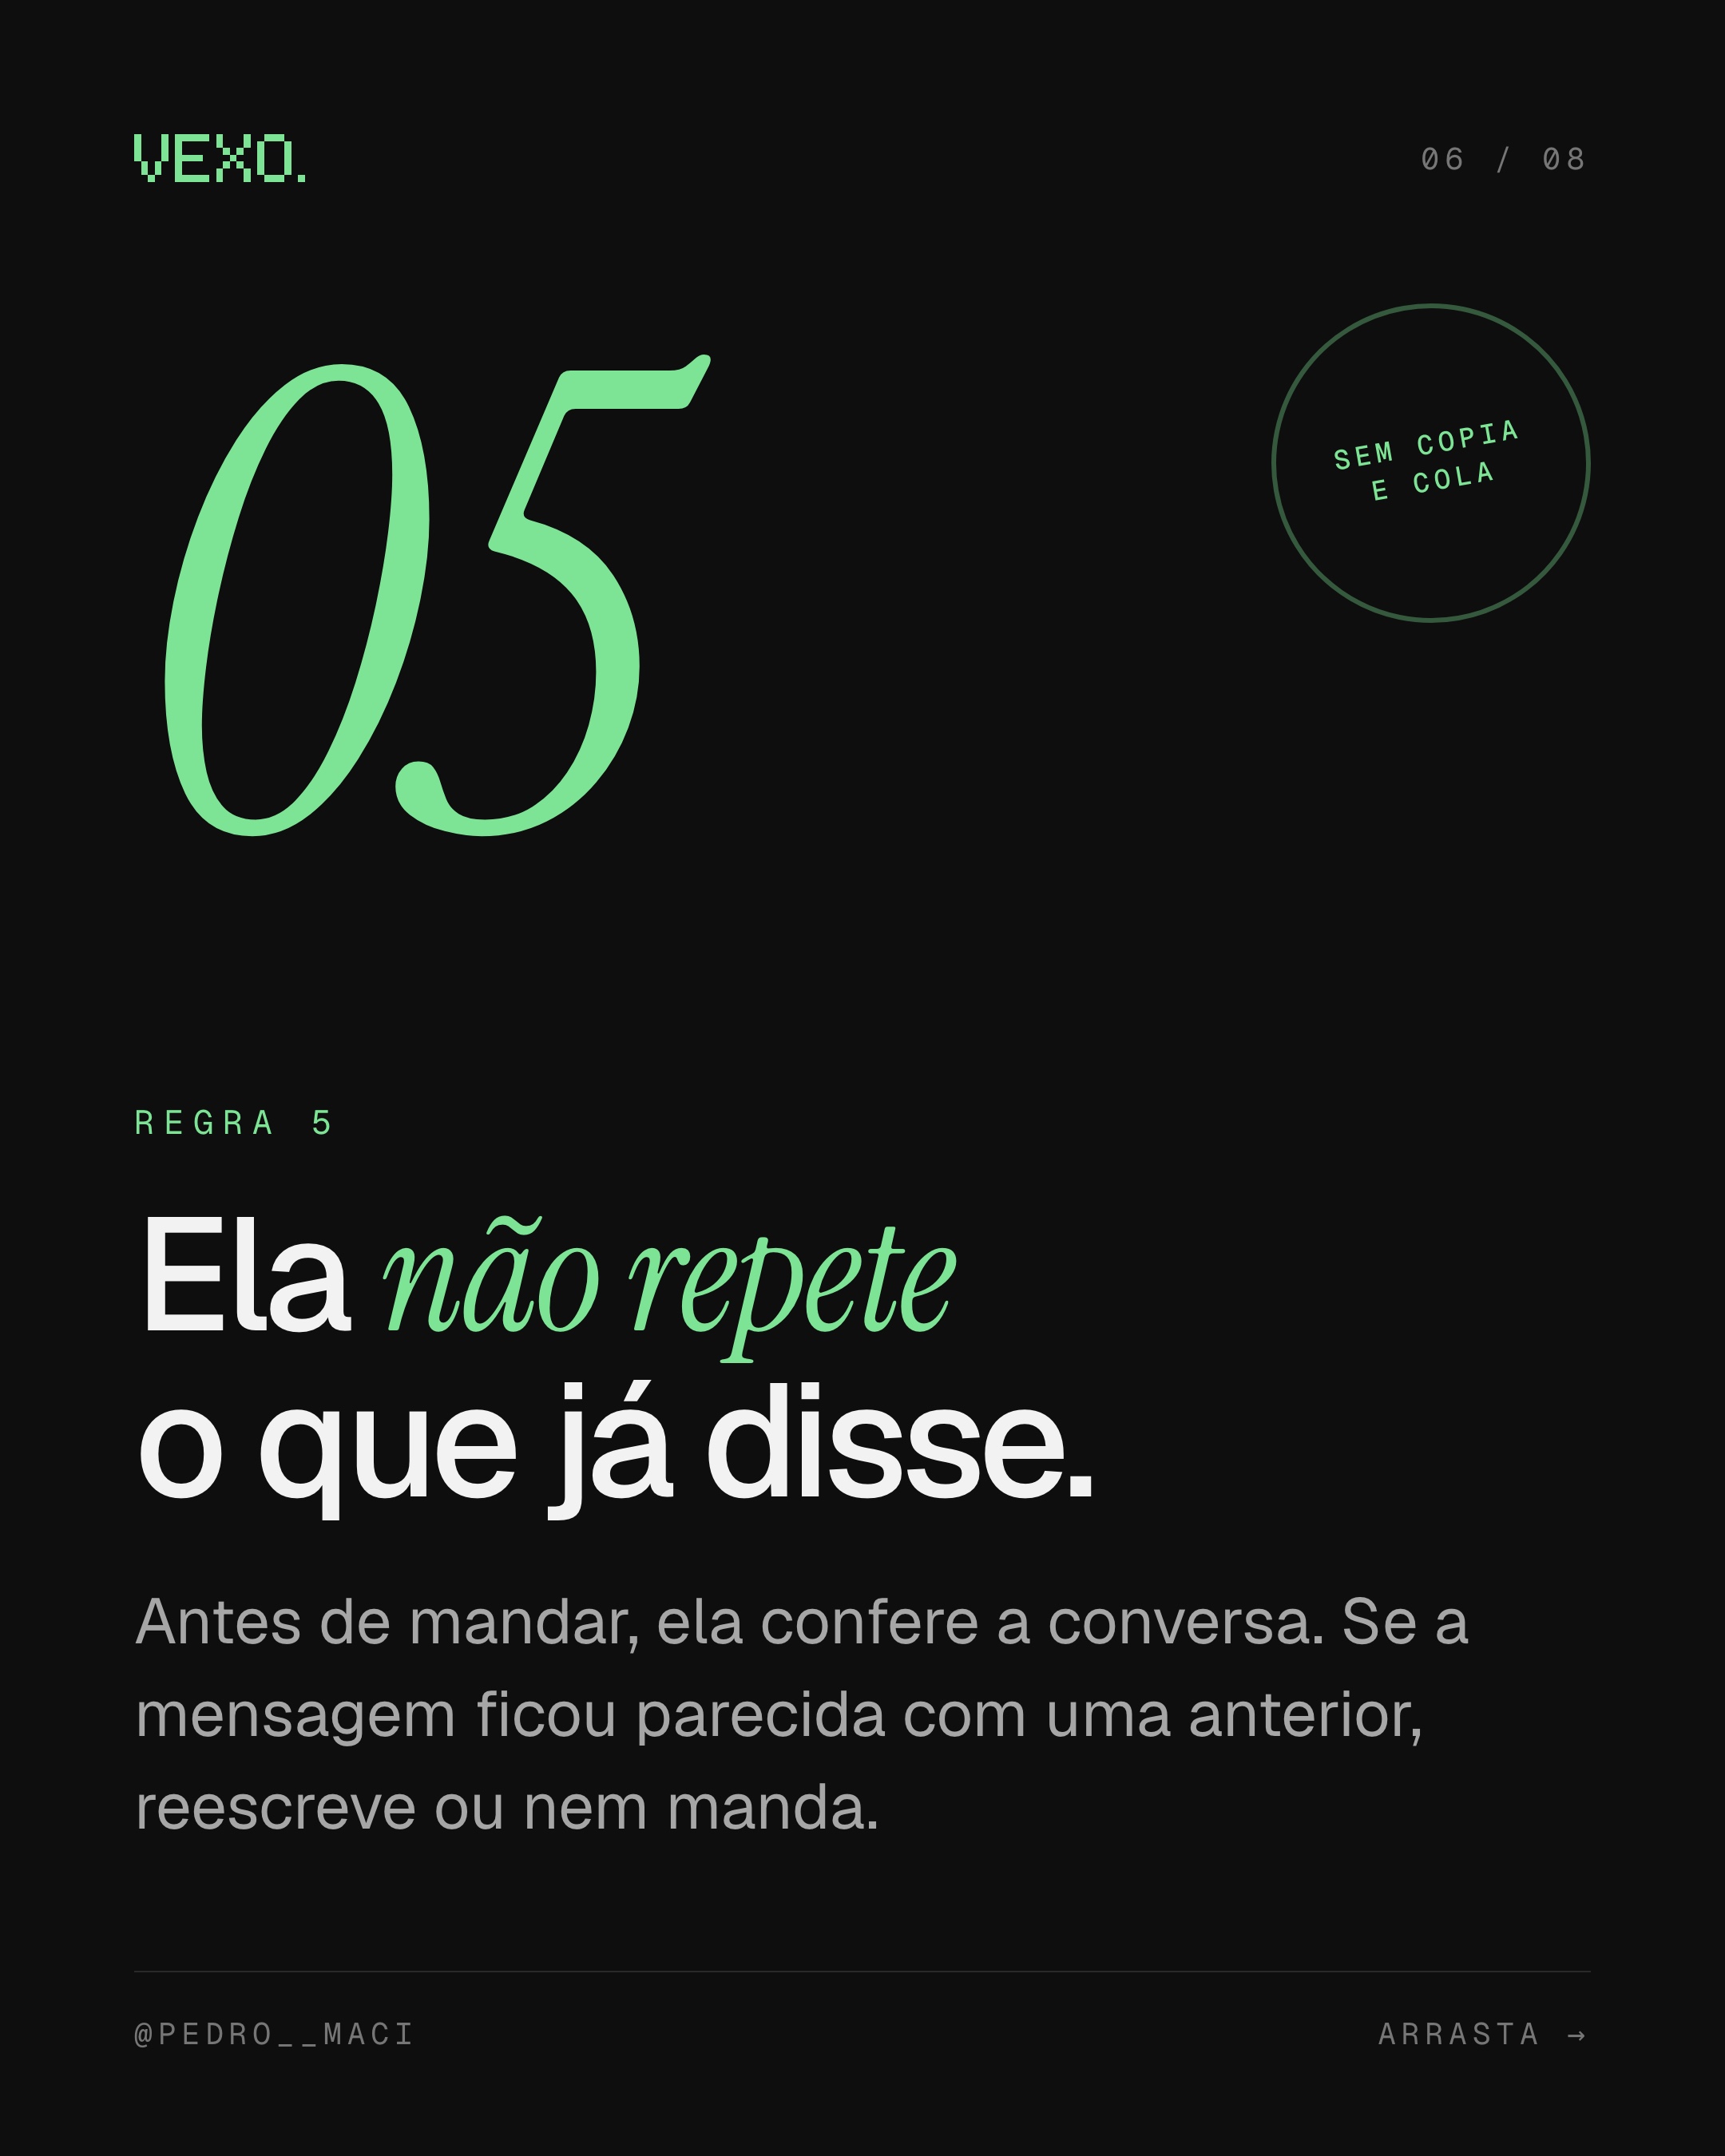 VEXO.
06 / 08
05
SEM COPIA
E COLA
REGRA 5
Ela não repete
o que já disse.
Antes de mandar, ela confere a conversa. Se a
mensagem ficou parecida com uma anterior,
reescreve ou nem manda.
@PEDRO__MACI
ARRASTA →